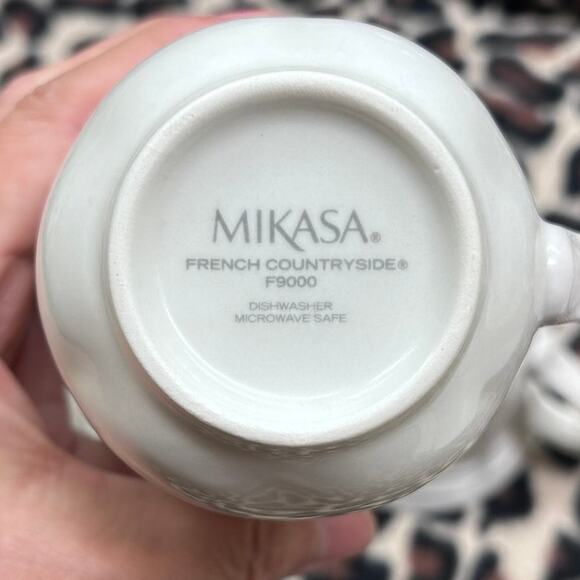 MIKASA®
FRENCH COUNTRYSIDE®
F9000
DISHWASHER
MICROWAVE SAFE